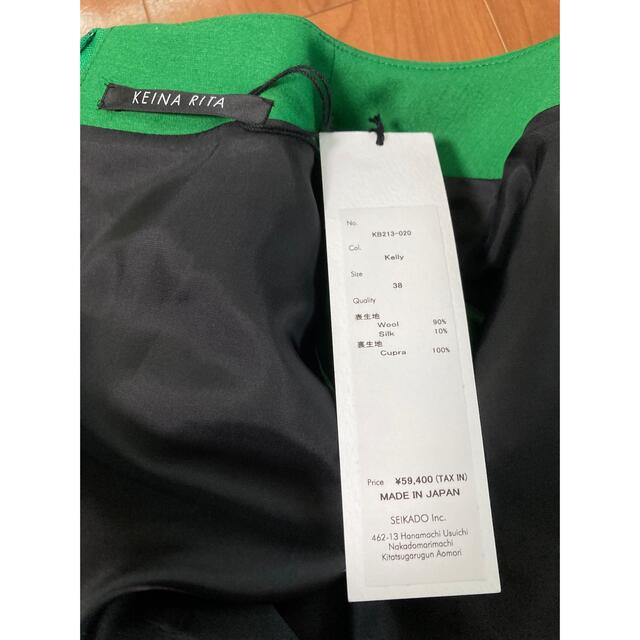 KEINA RITA
No.
KB213-020
Col.
Kelly
Size
38
Quality
表生地
Wool 90%
Silk 10%
裏生地
Cupra 100%
Price ¥59,400 (TAX IN)
MADE IN JAPAN
SEIKADO Inc.
462-13 Hanamachi Usuichi
Nakadomarimachi
Kitatsugarugun Aomori